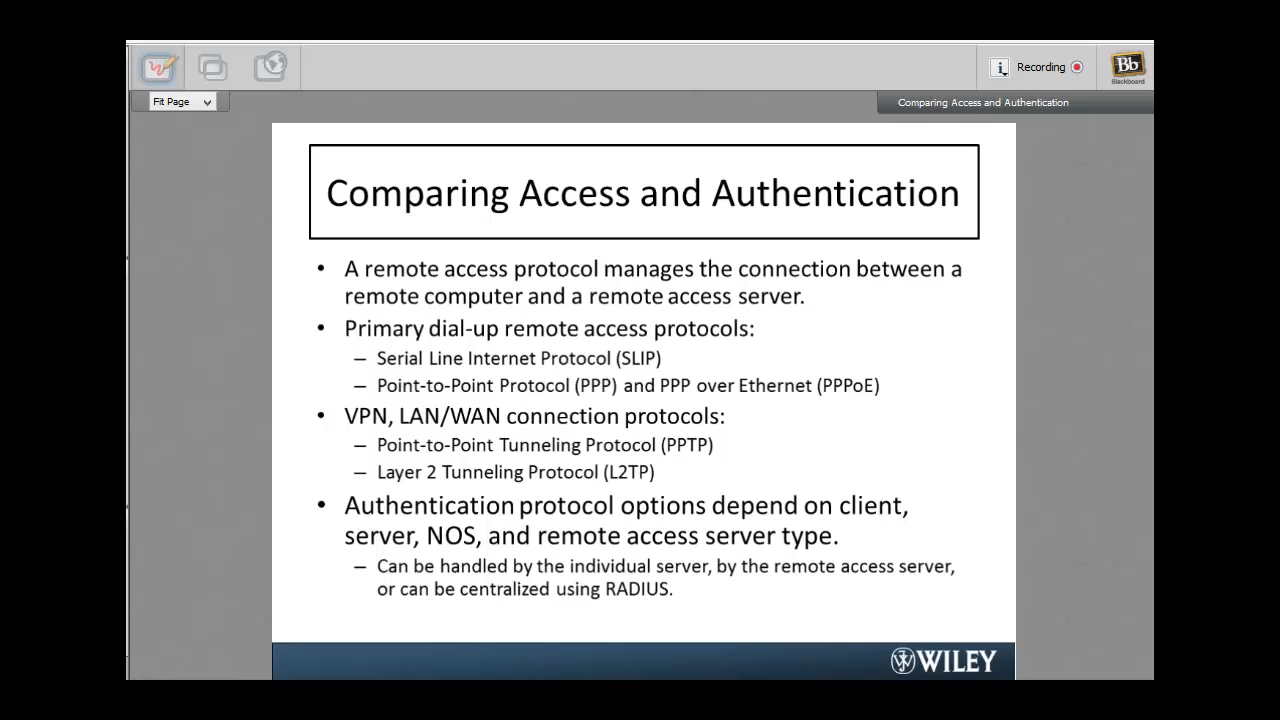 Recording
Bb
Blackboard
Fit Page
Comparing Access and Authentication
Comparing Access and Authentication
• A remote access protocol manages the connection between a
remote computer and a remote access server.
• Primary dial-up remote access protocols:
– Serial Line Internet Protocol (SLIP)
– Point-to-Point Protocol (PPP) and PPP over Ethernet (PPPoE)
• VPN, LAN/WAN connection protocols:
– Point-to-Point Tunneling Protocol (PPTP)
– Layer 2 Tunneling Protocol (L2TP)
• Authentication protocol options depend on client,
server, NOS, and remote access server type.
– Can be handled by the individual server, by the remote access server,
or can be centralized using RADIUS.
WILEY